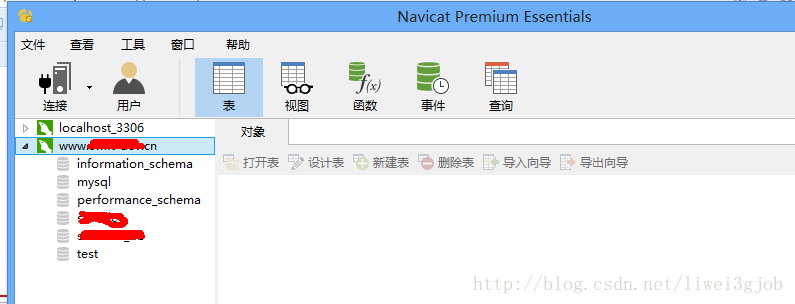 Navicat Premium Essentials
文件 查看 工具 窗口 帮助
连接 用户 表 视图 函数 事件 查询
localhost_3306
对象
www. cn
打开表 设计表 新建表 删除表 导入向导 导出向导
information_schema
mysql
performance_schema
test
http://blog.csdn.net/liwei3gjob